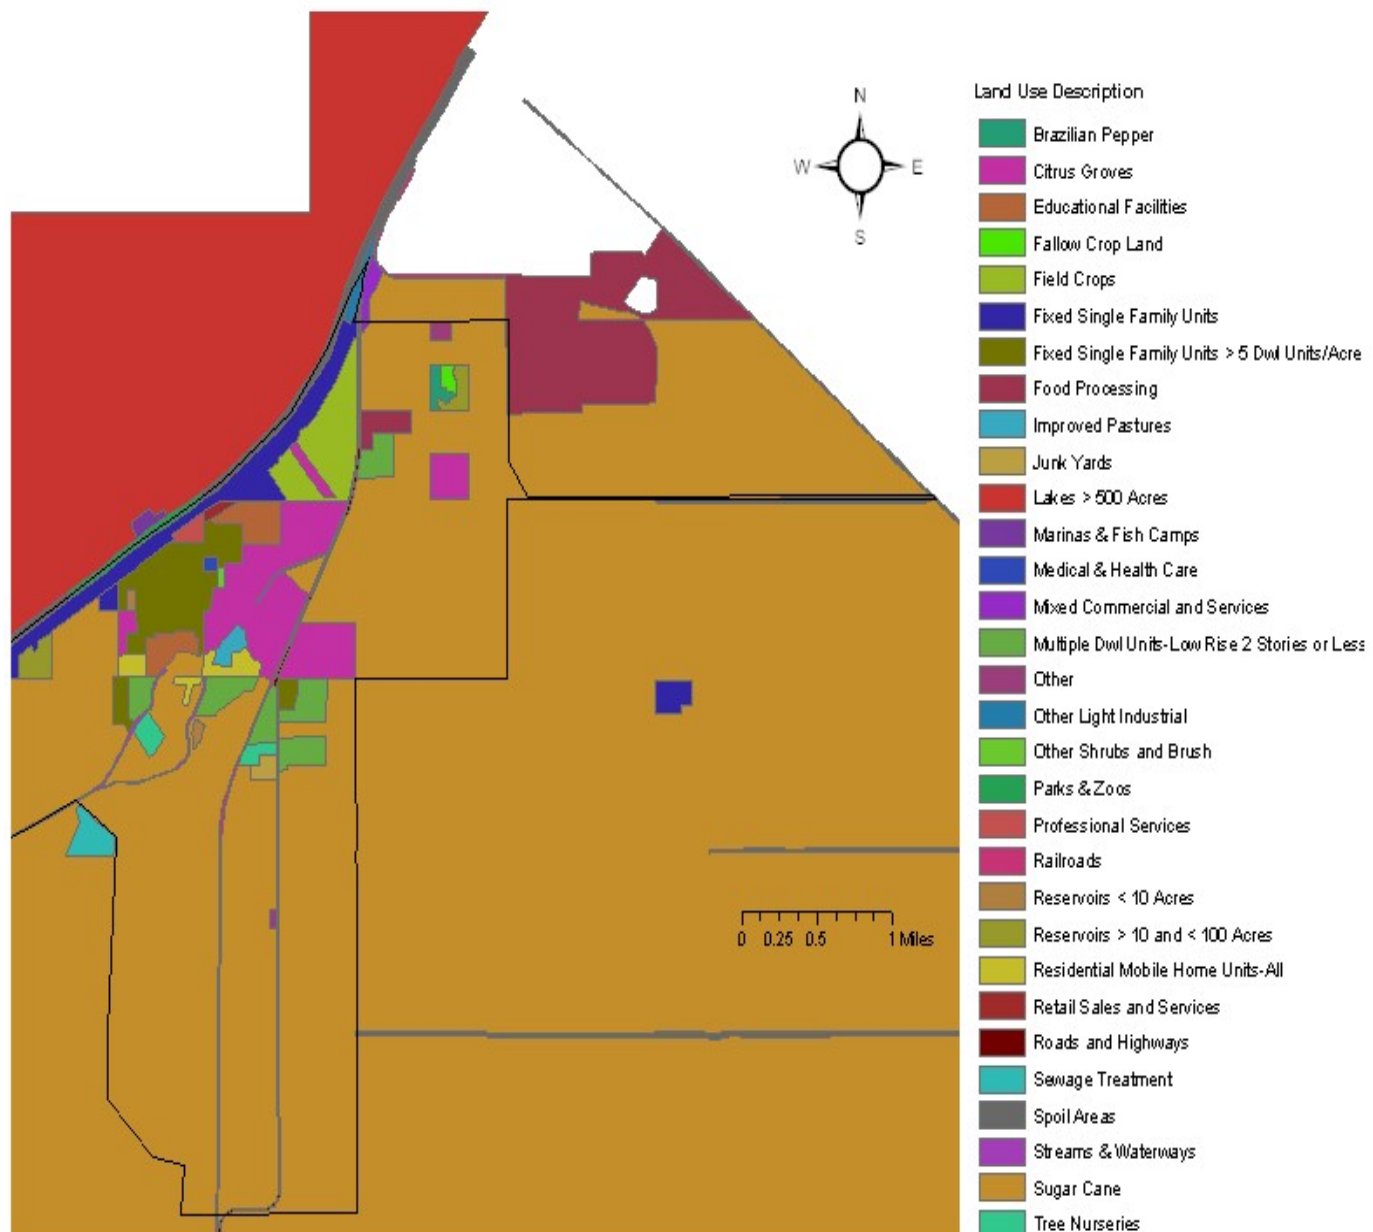 N
W E
S
Land Use Description
Brazilian Pepper
Citrus Groves
Educational Facilities
Fallow Crop Land
Field Crops
Fixed Single Family Units
Fixed Single Family Units > 5 Dwl Units/Acre
Food Processing
Improved Pastures
Junk Yards
Lakes > 500 Acres
Marinas & Fish Camps
Medical & Health Care
Mixed Commercial and Services
Multiple Dwl Units-Low Rise 2 Stories or Less
Other
Other Light Industrial
Other Shrubs and Brush
Parks & Zoos
Professional Services
Railroads
Reservoirs < 10 Acres
Reservoirs > 10 and < 100 Acres
Residential Mobile Home Units-All
Retail Sales and Services
Roads and Highways
Sewage Treatment
Spoil Areas
Streams & Waterways
Sugar Cane
Tree Nurseries
0 0.25 0.5 1 Miles